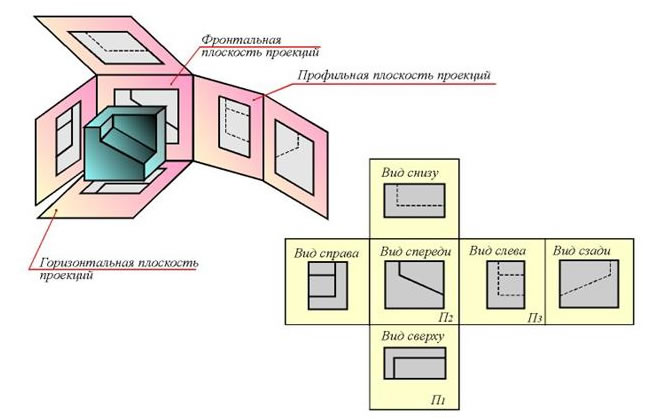 Фронтальная
плоскость проекций
Профильная плоскость проекций
Горизонтальная плоскость
проекций
Вид снизу
Вид справа
Вид спереди
П2
Вид слева
П3
Вид сзади
Вид сверху
П1